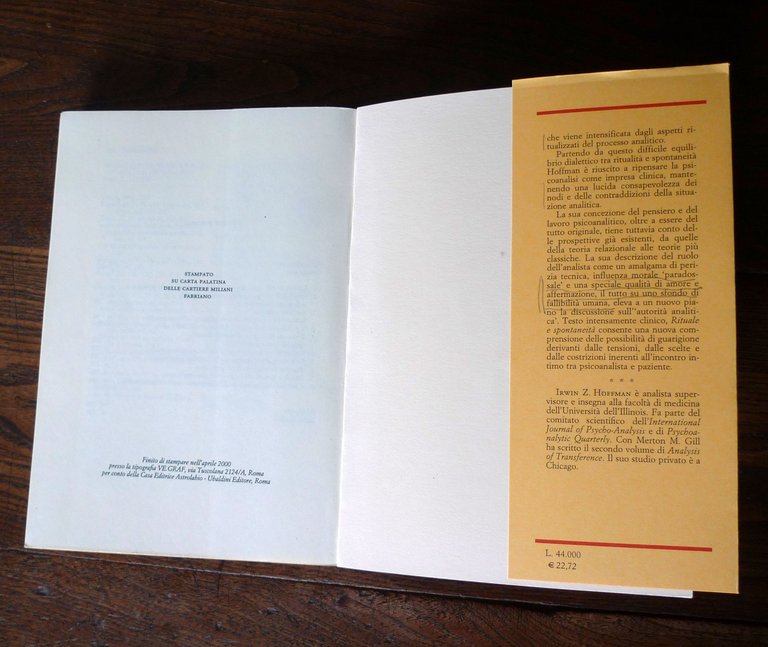 STAMPATO
SU CARTA PALATINA
DELLE CARTIERE MILIANI
FABRIANO
Finito di stampare nell'aprile 2000
presso la tipografia VE.GRAF, via Tuscolana 2124/A, Roma
per conto della Casa Editrice Astrolabio - Ubaldini Editore, Roma
che viene intensificata dagli aspetti ri-
tualizzati del processo analitico.
Partendo da questo difficile equili-
brio dialettico tra ritualità e spontaneità
Hoffman è riuscito a ripensare la psi-
coanalisi come impresa clinica, mante-
nendo una lucida consapevolezza dei
nodi e delle contraddizioni della situa-
zione analitica.
La sua concezione del pensiero e del
lavoro psicoanalitico, oltre a essere del
tutto originale, tiene tuttavia conto del-
le prospettive già esistenti, da quelle
della teoria relazionale alle teorie più
classiche. La sua descrizione del ruolo
dell'analista come un amalgama di peri-
zia tecnica, influenza morale 'parados-
sale' e una speciale qualità di amore e
affermazione, il tutto su uno sfondo di
fallibilità umana, eleva a un nuovo pia-
no la discussione sull''autorità analiti-
ca'. Testo intensamente clinico, Rituale
e spontaneità consente una nuova com-
prensione delle possibilità di guarigione
derivanti dalle tensioni, dalle scelte e
dalle costrizioni inerenti all'incontro in-
timo tra psicoanalista e paziente.
* * *
IRWIN Z. HOFFMAN è analista super-
visore e insegna alla facoltà di medicina
dell'Università dell'Illinois. Fa parte del
comitato scientifico dell'International
Journal of Psycho-Analysis e di Psychoa-
nalytic Quarterly. Con Merton M. Gill
ha scritto il secondo volume di Analysis
of Transference. Il suo studio privato è a
Chicago.
L. 44.000
€ 22,72